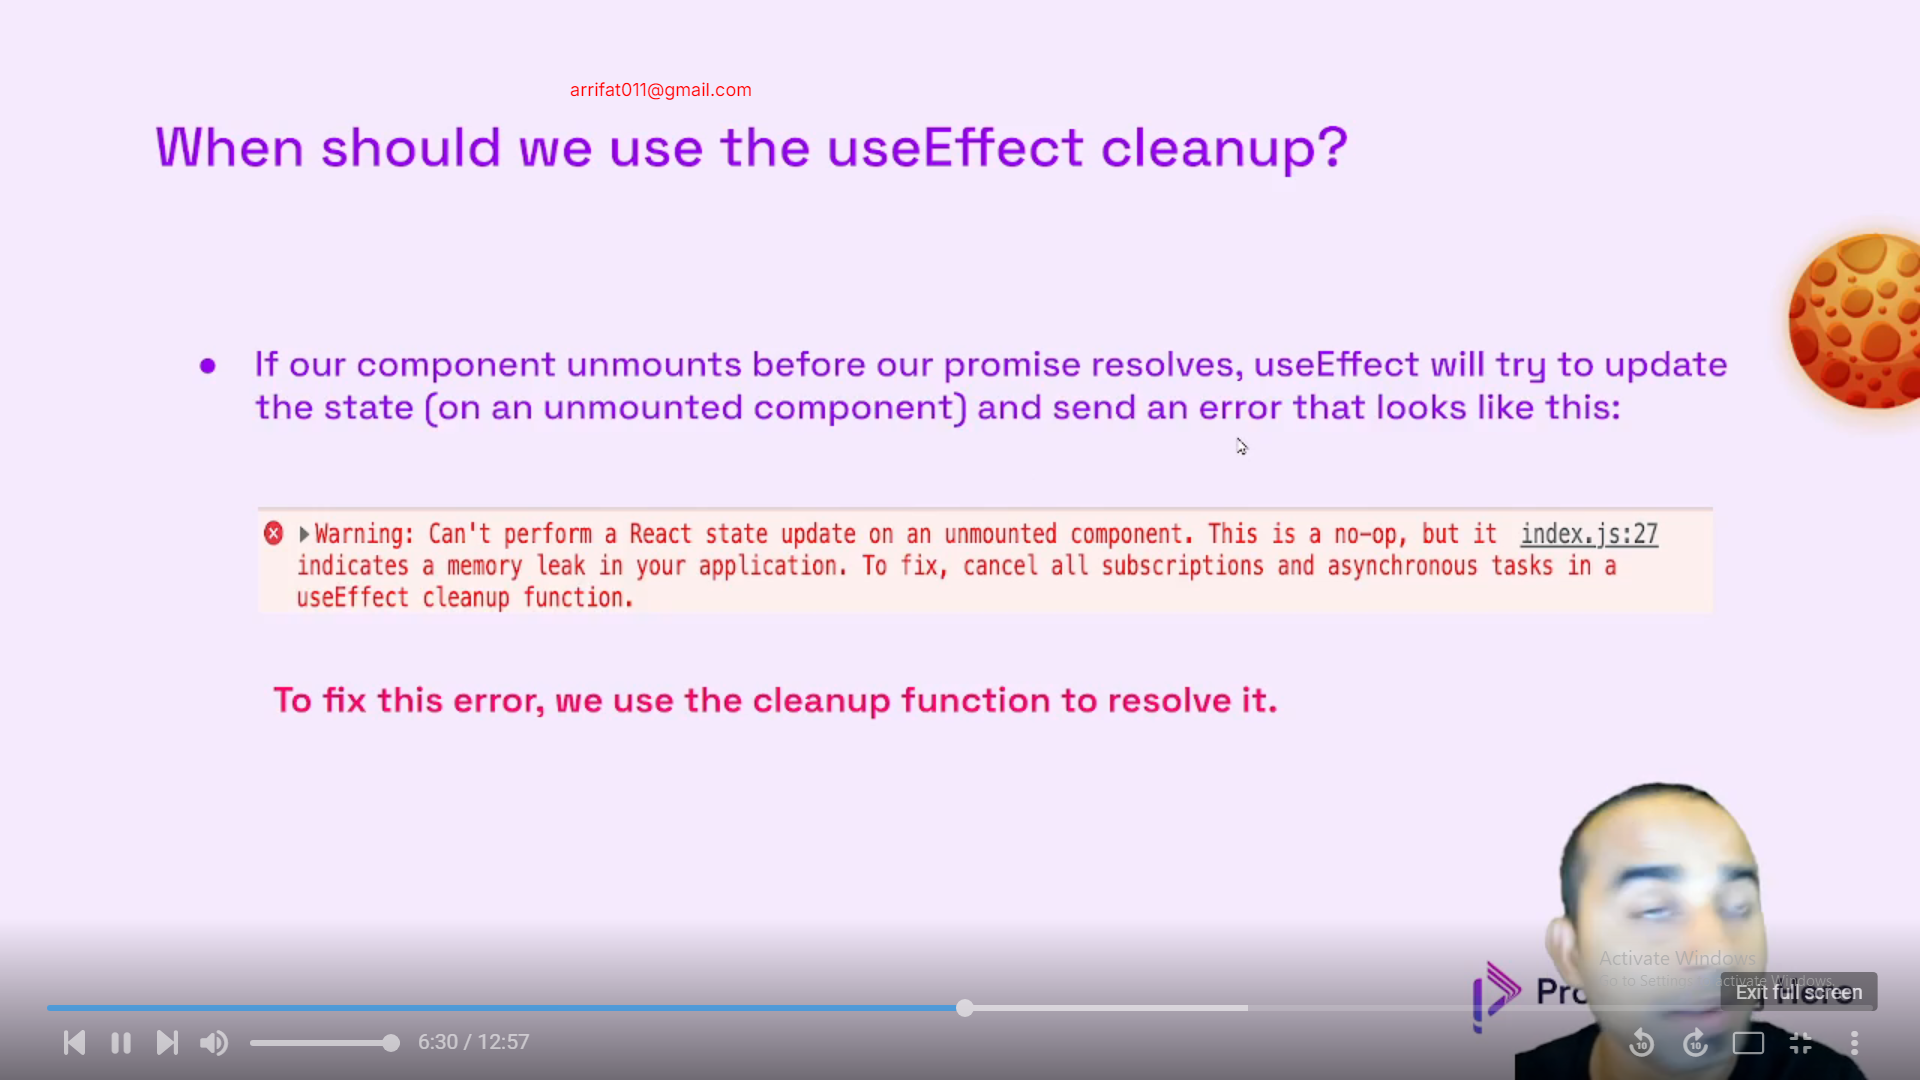 arrifat011@gmail.com
When should we use the useEffect cleanup?
● If our component unmounts before our promise resolves, useEffect will try to update
the state (on an unmounted component) and send an error that looks like this:
Warning: Can't perform a React state update on an unmounted component. This is a no-op, but it index.js:27
indicates a memory leak in your application. To fix, cancel all subscriptions and asynchronous tasks in a
useEffect cleanup function.
To fix this error, we use the cleanup function to resolve it.
Activate Windows
Go to Settings to activate Windows.
Exit full screen
6:30 / 12:57
10
10